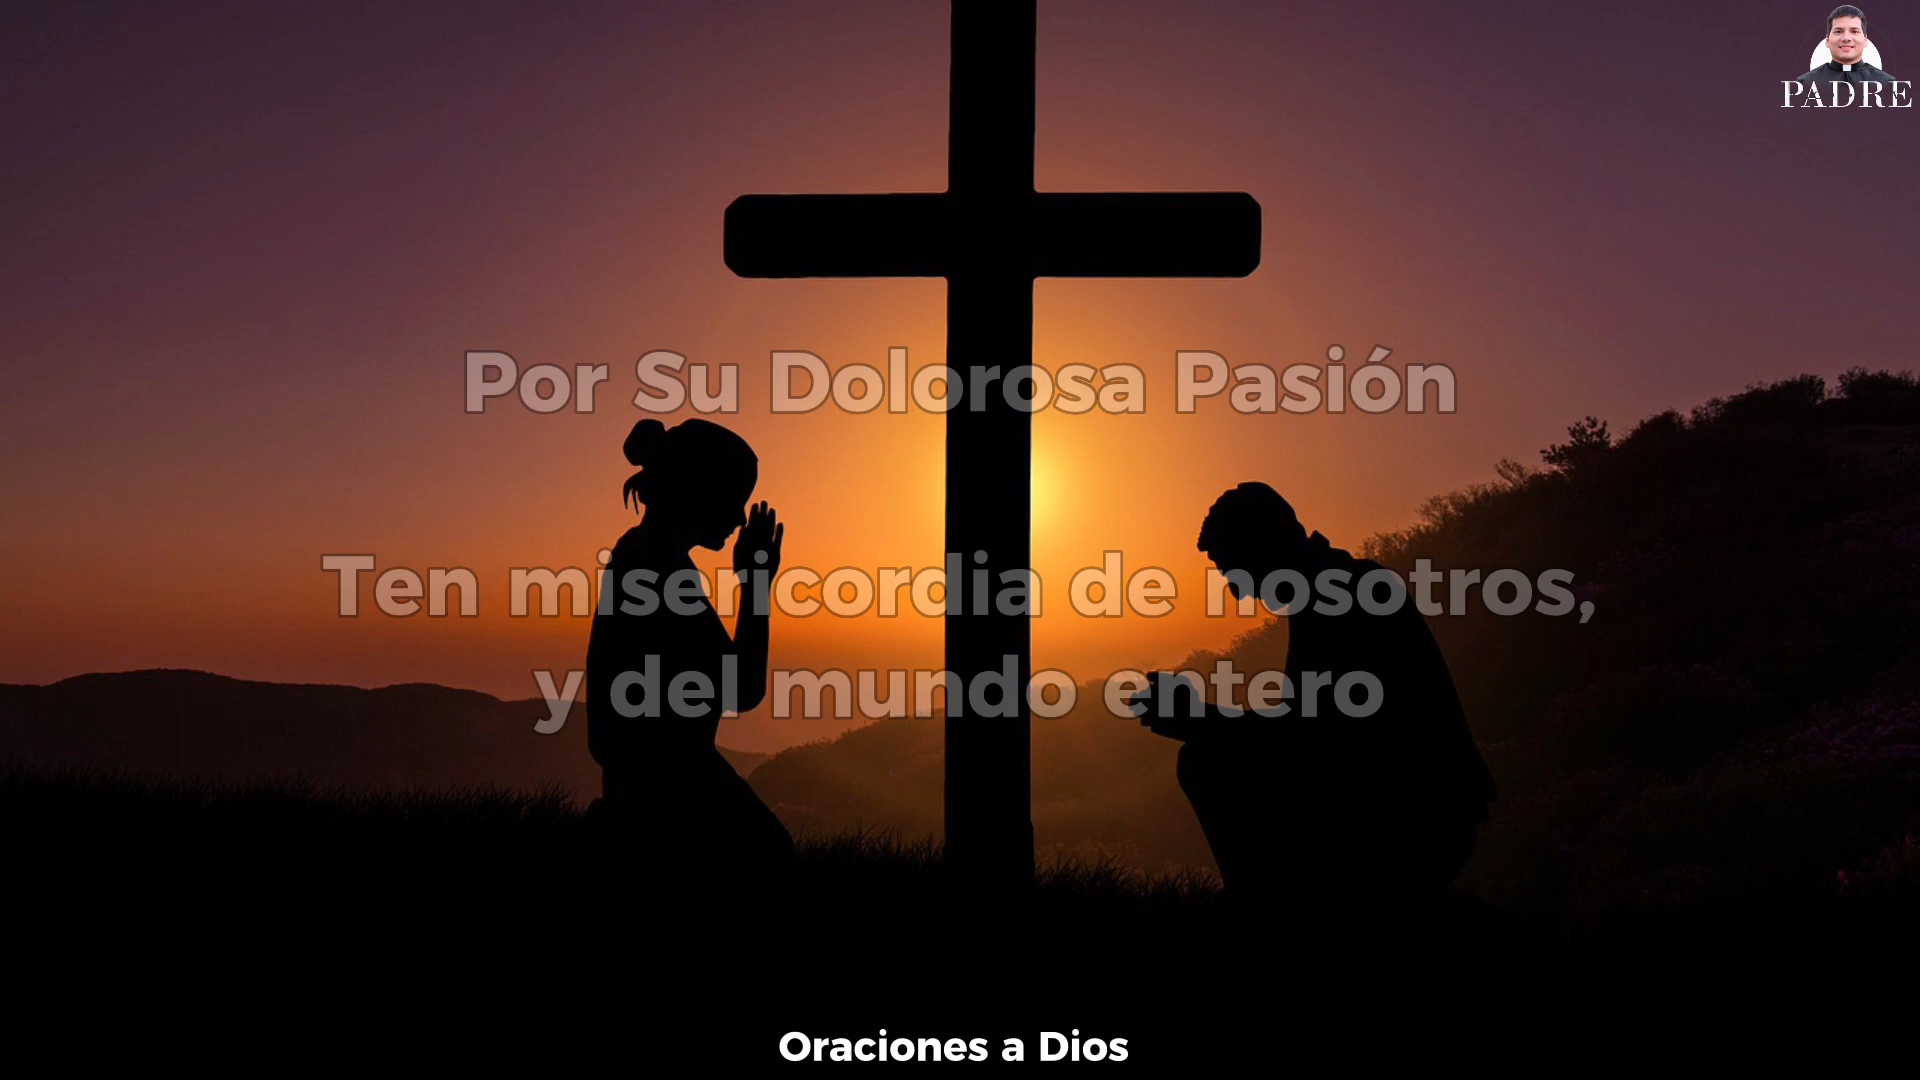 PADRE
Por Su Dolorosa Pasión
Ten misericordia de nosotros,
y del mundo entero
Oraciones a Dios